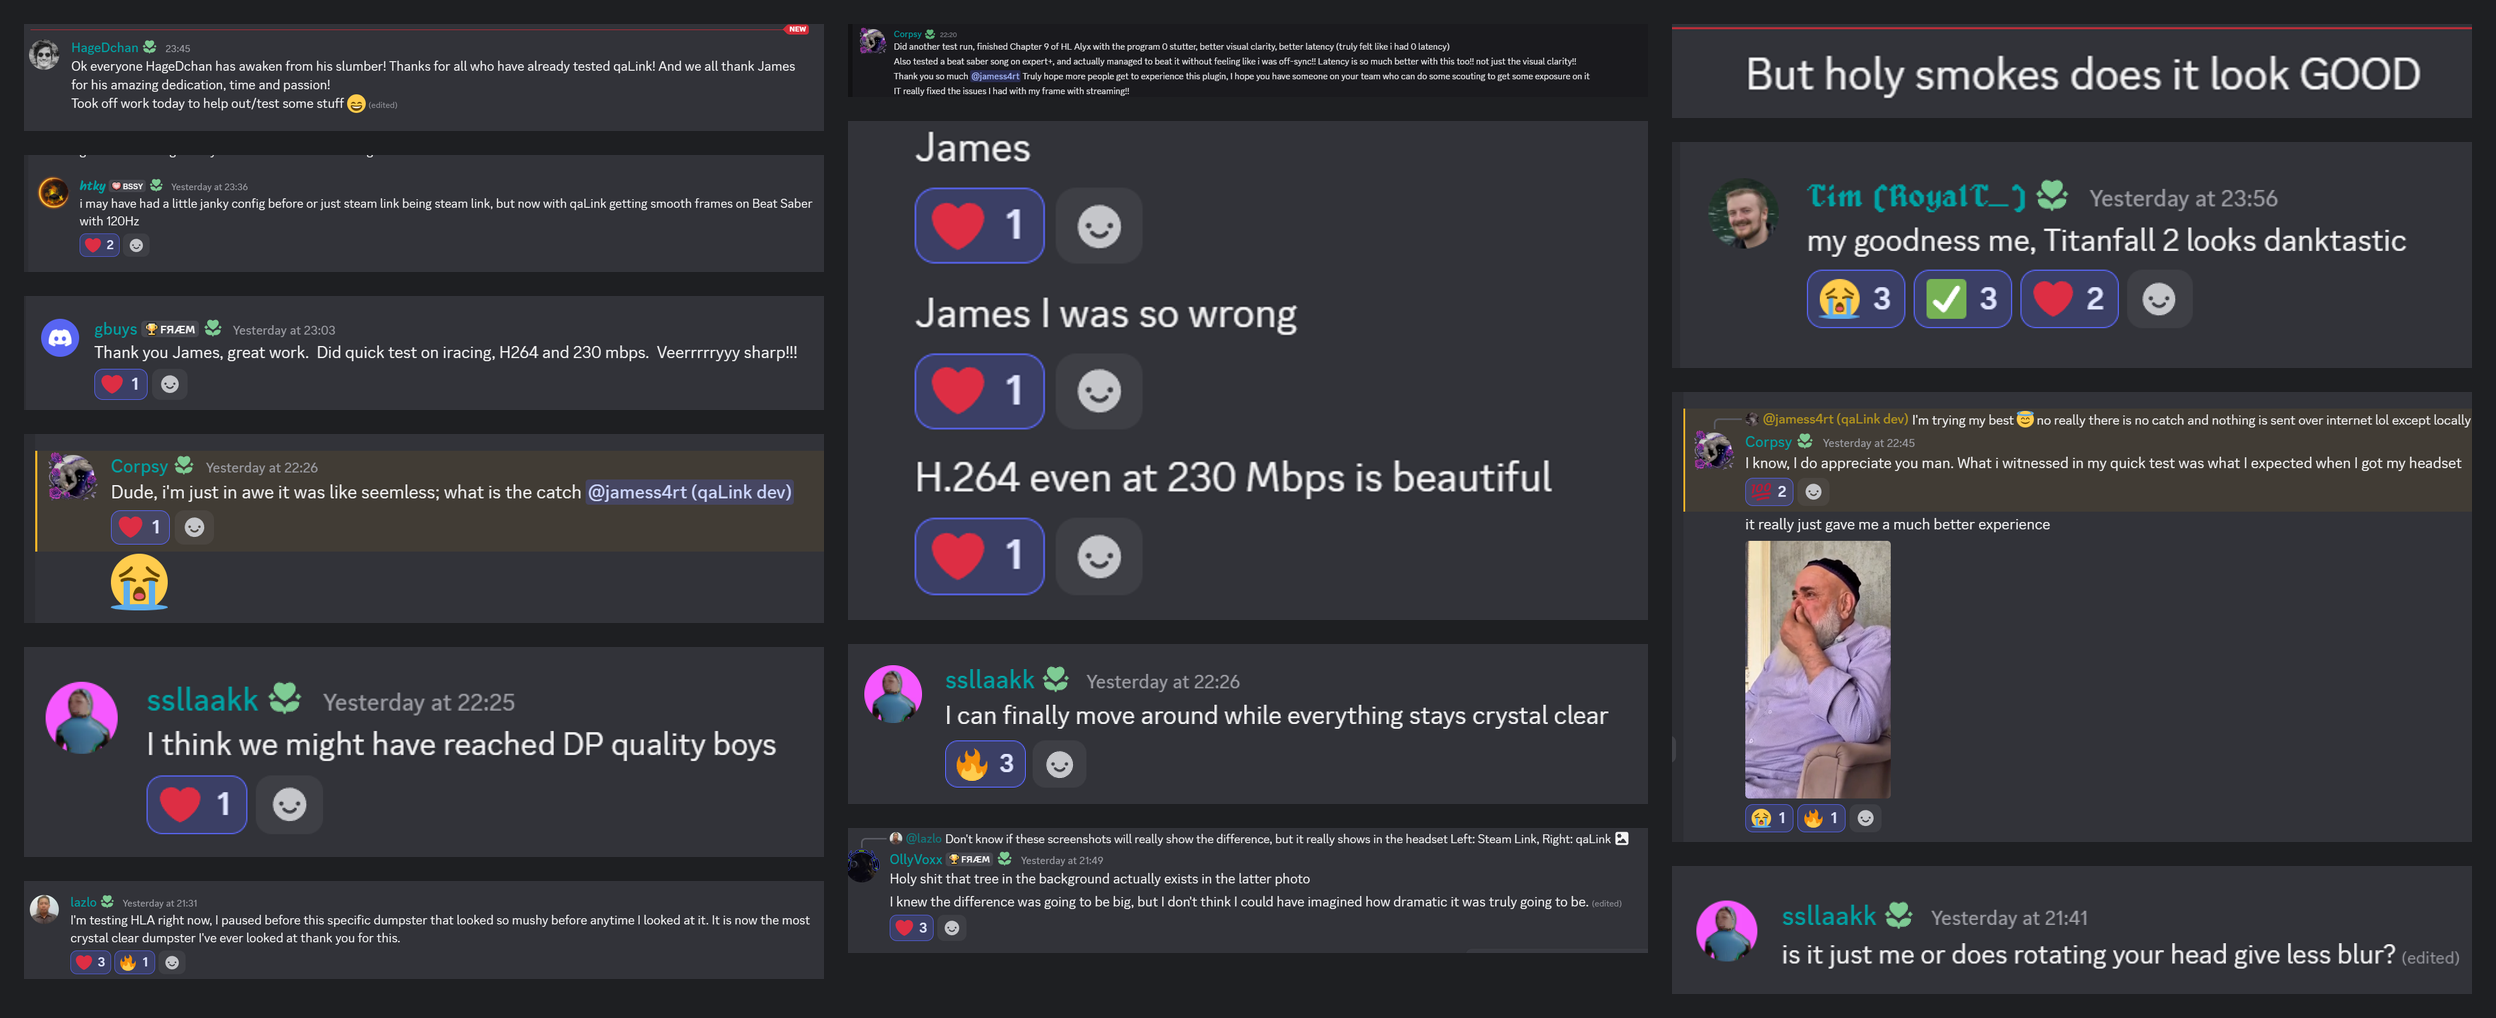 NEW
HageDchan 23:45
Ok everyone HageDchan has awaken from his slumber! Thanks for all who have already tested qaLink! And we all thank James
for his amazing dedication, time and passion!
Took off work today to help out/test some stuff 😄 (edited)
htky BSSY Yesterday at 23:36
i may have had a little janky config before or just steam link being steam link, but now with qaLink getting smooth frames on Beat Saber
with 120Hz
❤️ 2
gbuys FЯÆM Yesterday at 23:03
Thank you James, great work. Did quick test on iracing, H264 and 230 mbps. Veerrrrryyy sharp!!!
❤️ 1
Corpsy Yesterday at 22:26
Dude, i'm just in awe it was like seemless; what is the catch @jamess4rt (qaLink dev)
❤️ 1
😭
ssllaakk Yesterday at 22:25
I think we might have reached DP quality boys
❤️ 1
lazlo Yesterday at 21:31
I'm testing HLA right now, I paused before this specific dumpster that looked so mushy before anytime I looked at it. It is now the most
crystal clear dumpster I've ever looked at thank you for this.
❤️ 3 🔥 1
Corpsy 22:20
Did another test run, finished Chapter 9 of HL Alyx with the program 0 stutter, better visual clarity, better latency (truly felt like i had 0 latency)
Also tested a beat saber song on expert+, and actually managed to beat it without feeling like i was off-sync!! Latency is so much better with this too!! not just the visual clarity!!
Thank you so much @jamess4rt Truly hope more people get to experience this plugin, I hope you have someone on your team who can do some scouting to get some exposure on it
IT really fixed the issues I had with my frame with streaming!!
James
❤️ 1
James I was so wrong
❤️ 1
H.264 even at 230 Mbps is beautiful
❤️ 1
ssllaakk Yesterday at 22:26
I can finally move around while everything stays crystal clear
🔥 3
@lazlo Don't know if these screenshots will really show the difference, but it really shows in the headset Left: Steam Link, Right: qaLink
OllyVoxx FЯÆM Yesterday at 21:49
Holy shit that tree in the background actually exists in the latter photo
I knew the difference was going to be big, but I don't think I could have imagined how dramatic it was truly going to be. (edited)
❤️ 3
But holy smokes does it look GOOD
Tim (RoyalT_) Yesterday at 23:56
my goodness me, Titanfall 2 looks danktastic
😭 3 ✅ 3 ❤️ 2
@jamess4rt (qaLink dev) I'm trying my best 😇 no really there is no catch and nothing is sent over internet lol except locally
Corpsy Yesterday at 22:45
I know, I do appreciate you man. What i witnessed in my quick test was what I expected when I got my headset
💯 2
it really just gave me a much better experience
😭 1 🔥 1
ssllaakk Yesterday at 21:41
is it just me or does rotating your head give less blur? (edited)